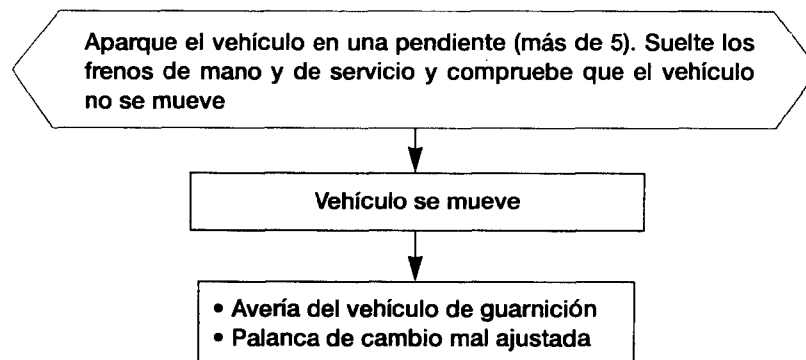 Aparque el vehículo en una pendiente (más de 5). Suelte los
frenos de mano y de servicio y compruebe que el vehículo
no se mueve
Vehículo se mueve
• Avería del vehículo de guarnición
• Palanca de cambio mal ajustada